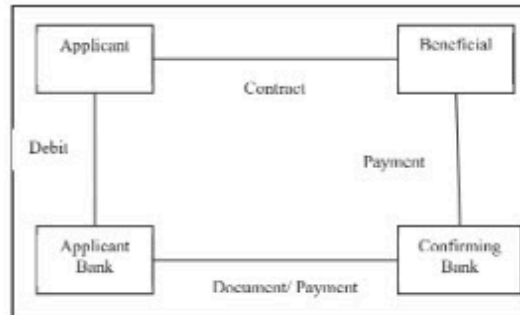 Applicant
Beneficial
Contract
Debit
Payment
Applicant
Bank
Confirming
Bank
Document/ Payment